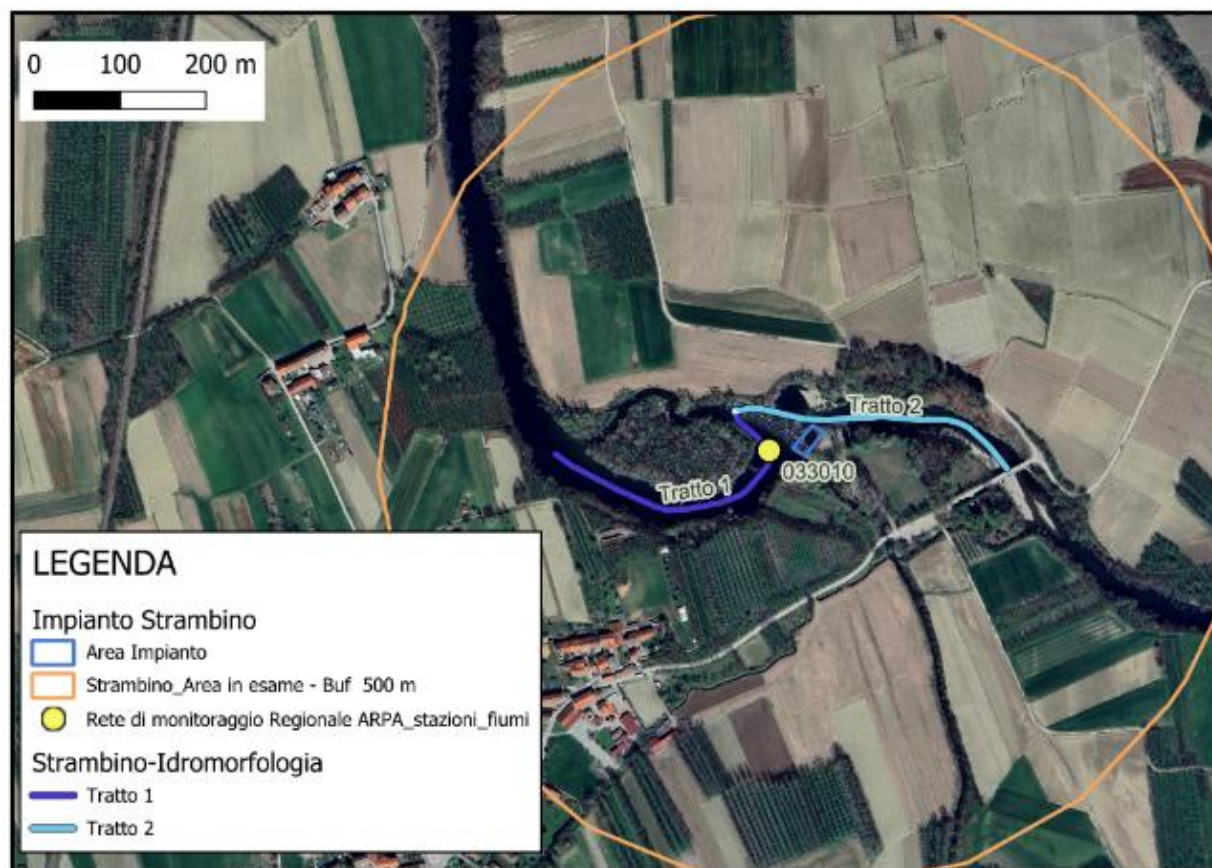 0 100 200 m
Tratto 2
033010
Tratto 1
LEGENDA
Impianto Strambino
Area Impianto
Strambino_Area in esame - Buf 500 m
Rete di monitoraggio Regionale ARPA_stazioni_fiumi
Strambino-Idromorfologia
Tratto 1
Tratto 2